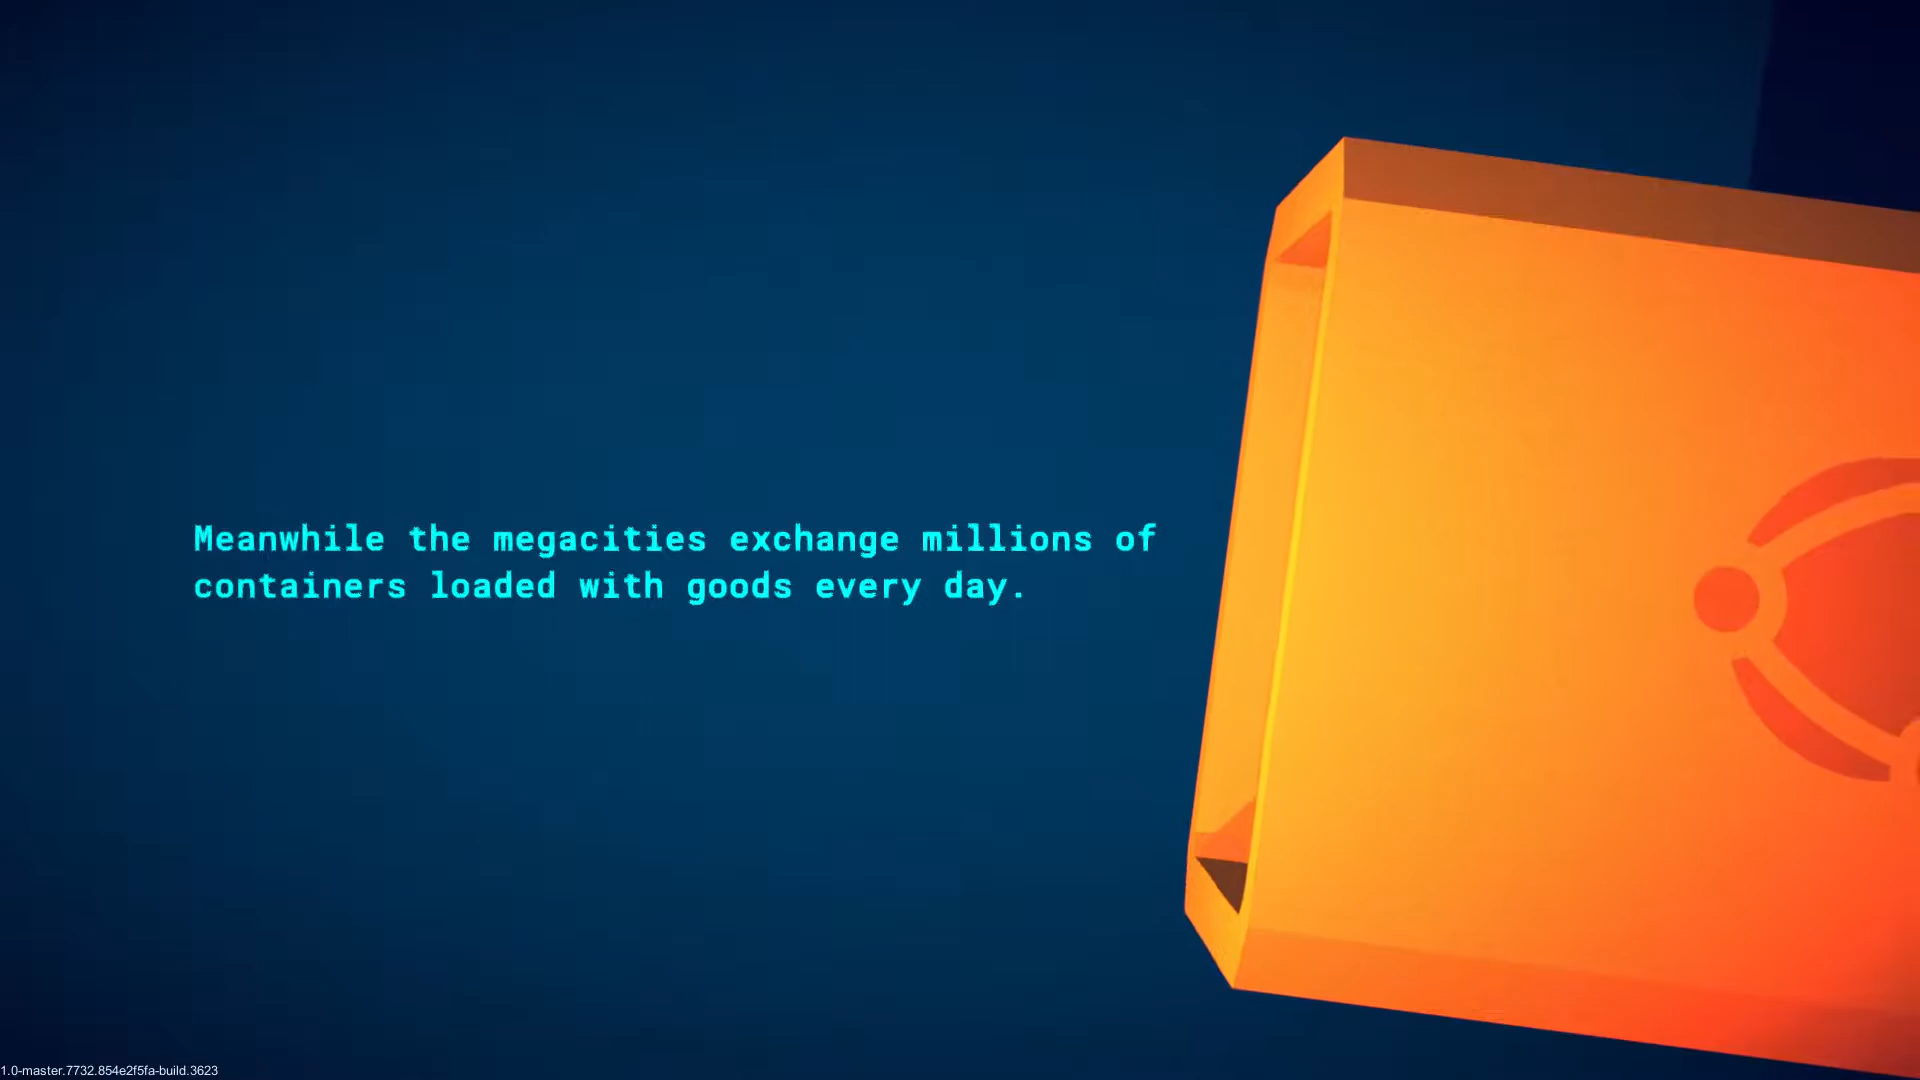 Meanwhile the megacities exchange millions of
containers loaded with goods every day.
1.0-master.7732.854e2f5fa-build.3623